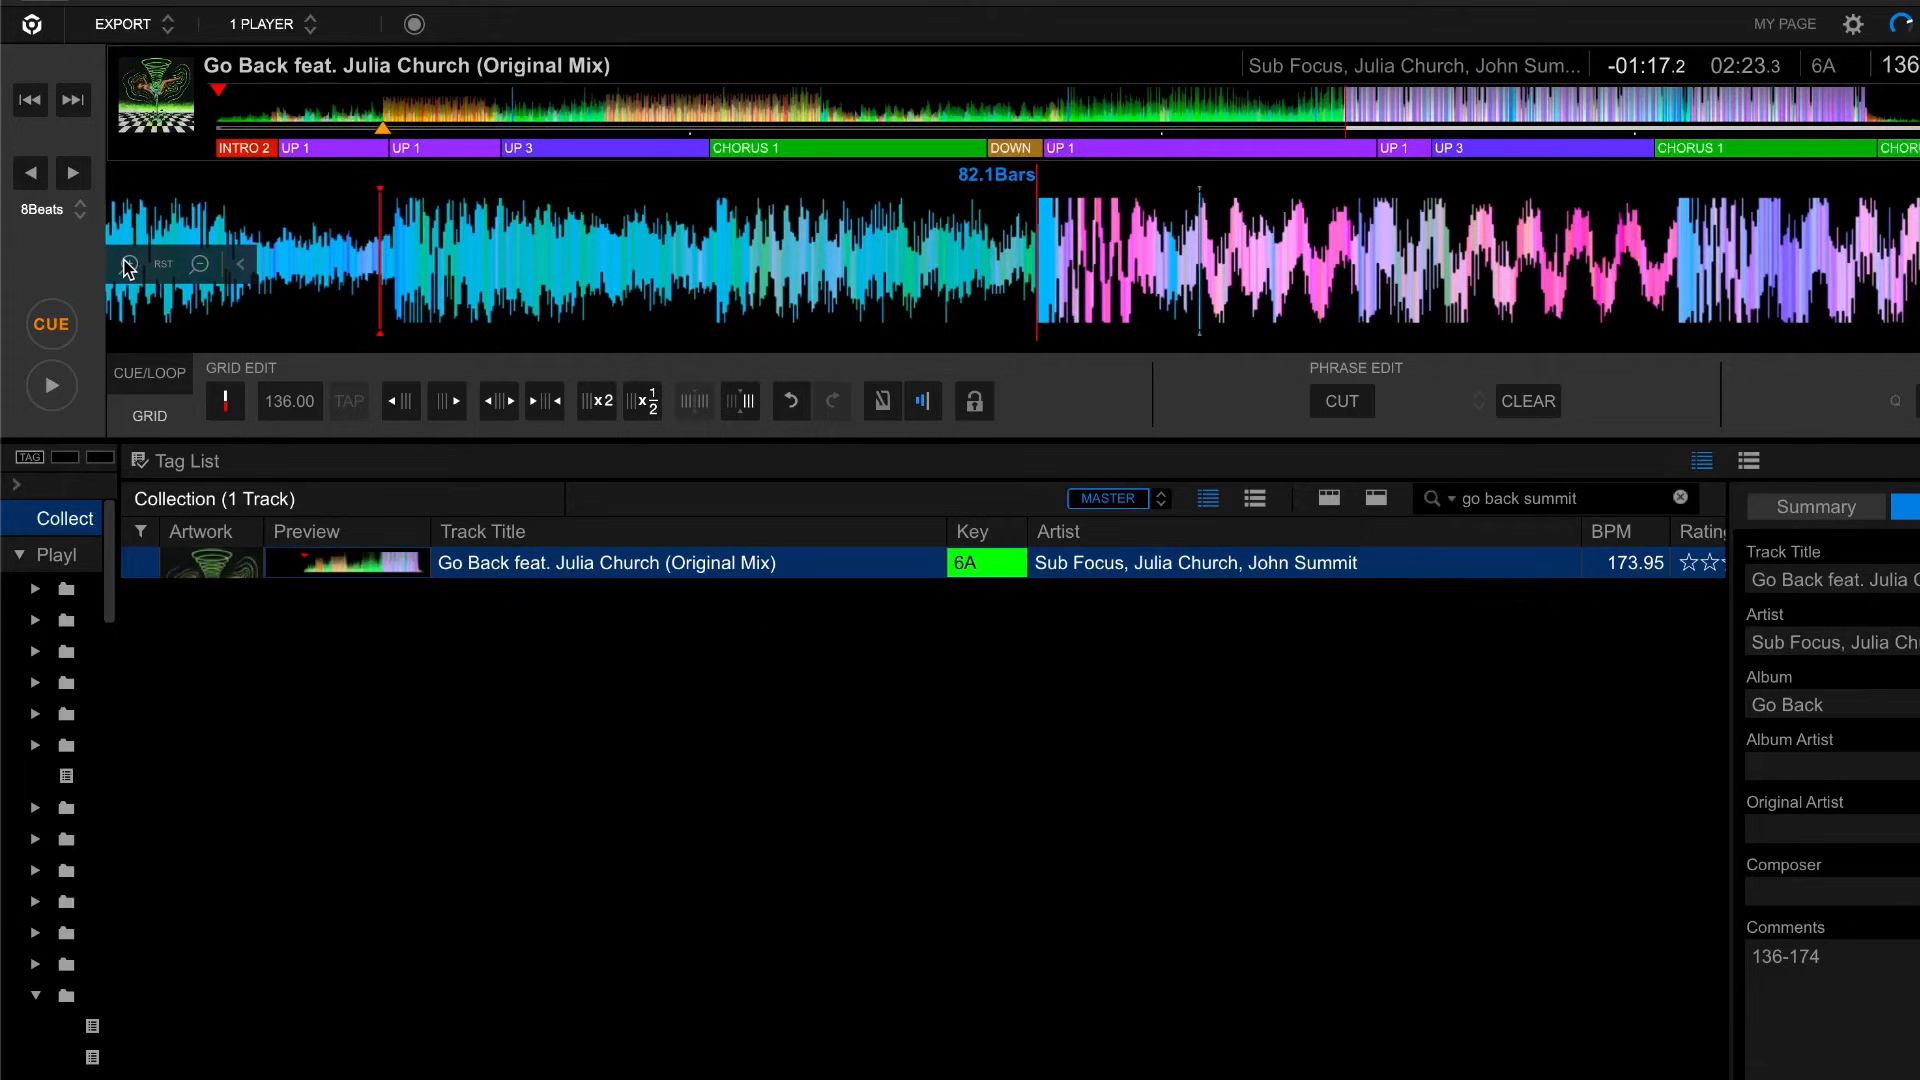 EXPORT
1 PLAYER
MY PAGE
Go Back feat. Julia Church (Original Mix)
Sub Focus, Julia Church, John Sum...
-01:17.2
02:23.3
6A
136
INTRO 2
UP 1
UP 1
UP 3
CHORUS 1
DOWN
UP 1
UP 1
UP 3
CHORUS 1
CHOR
82.1Bars
8Beats
RST
CUE
CUE/LOOP
GRID
GRID EDIT
136.00
TAP
x2
x1/2
PHRASE EDIT
CUT
CLEAR
Q
TAG
Tag List
Collect
Playl
Collection (1 Track)
MASTER
go back summit
Artwork
Preview
Track Title
Key
Artist
BPM
Rating
Go Back feat. Julia Church (Original Mix)
6A
Sub Focus, Julia Church, John Summit
173.95
Summary
Track Title
Go Back feat. Julia C
Artist
Sub Focus, Julia Ch
Album
Go Back
Album Artist
Original Artist
Composer
Comments
136-174